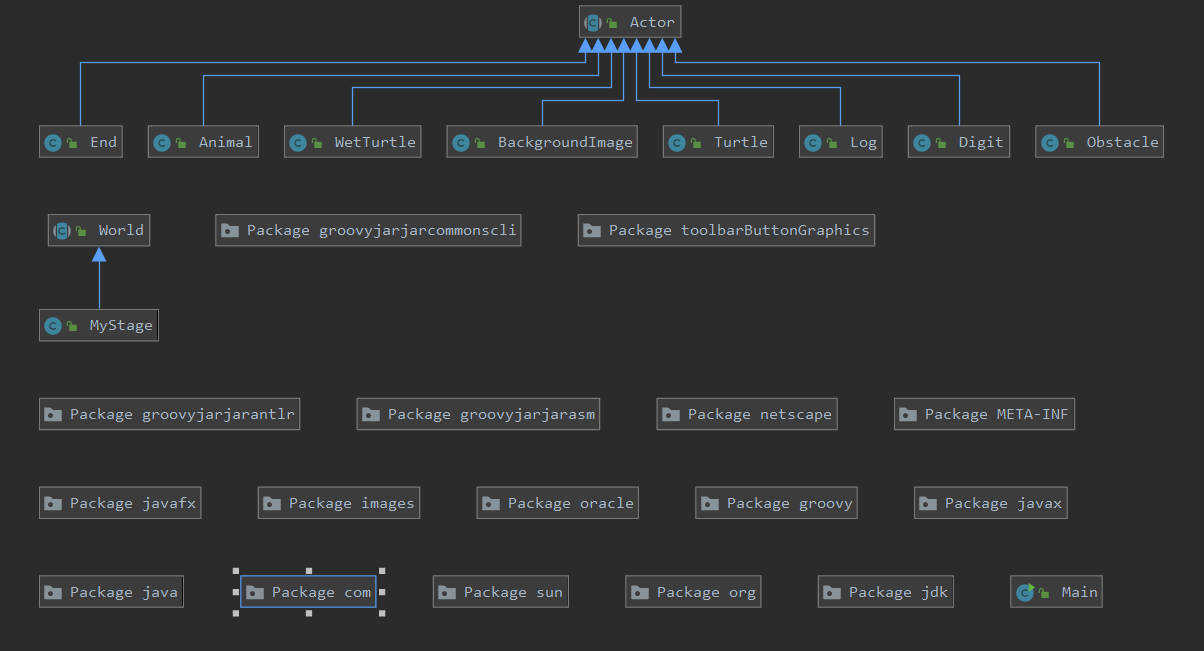 Actor
End
Animal
WetTurtle
BackgroundImage
Turtle
Log
Digit
Obstacle
World
Package groovyjarjarcommonscli
Package toolbarButtonGraphics
MyStage
Package groovyjarjarantlr
Package groovyjarjarasm
Package netscape
Package META-INF
Package javafx
Package images
Package oracle
Package groovy
Package javax
Package java
Package com
Package sun
Package org
Package jdk
Main